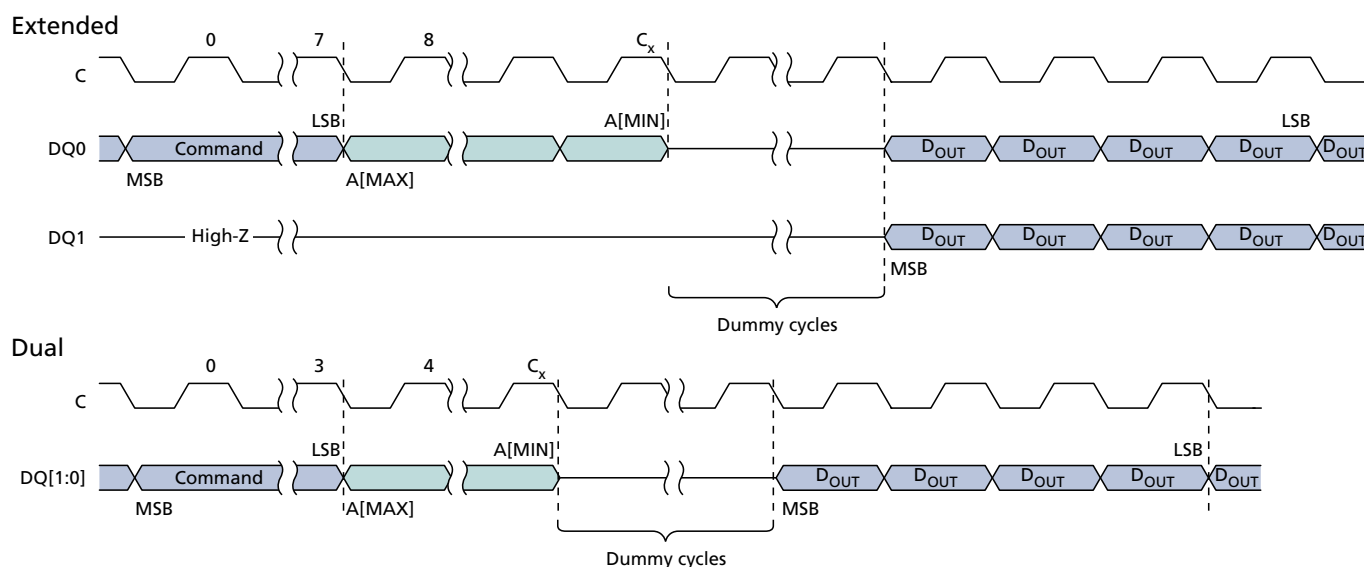 Extended
0 7 8 Cx
C
LSB A[MIN] LSB
DQ0 Command DOUT DOUT DOUT DOUT DOUT
MSB A[MAX]
DQ1 High-Z DOUT DOUT DOUT DOUT DOUT
MSB
Dummy cycles
Dual
0 3 4 Cx
C
LSB A[MIN] LSB
DQ[1:0] Command DOUT DOUT DOUT DOUT DOUT
MSB A[MAX] MSB
Dummy cycles